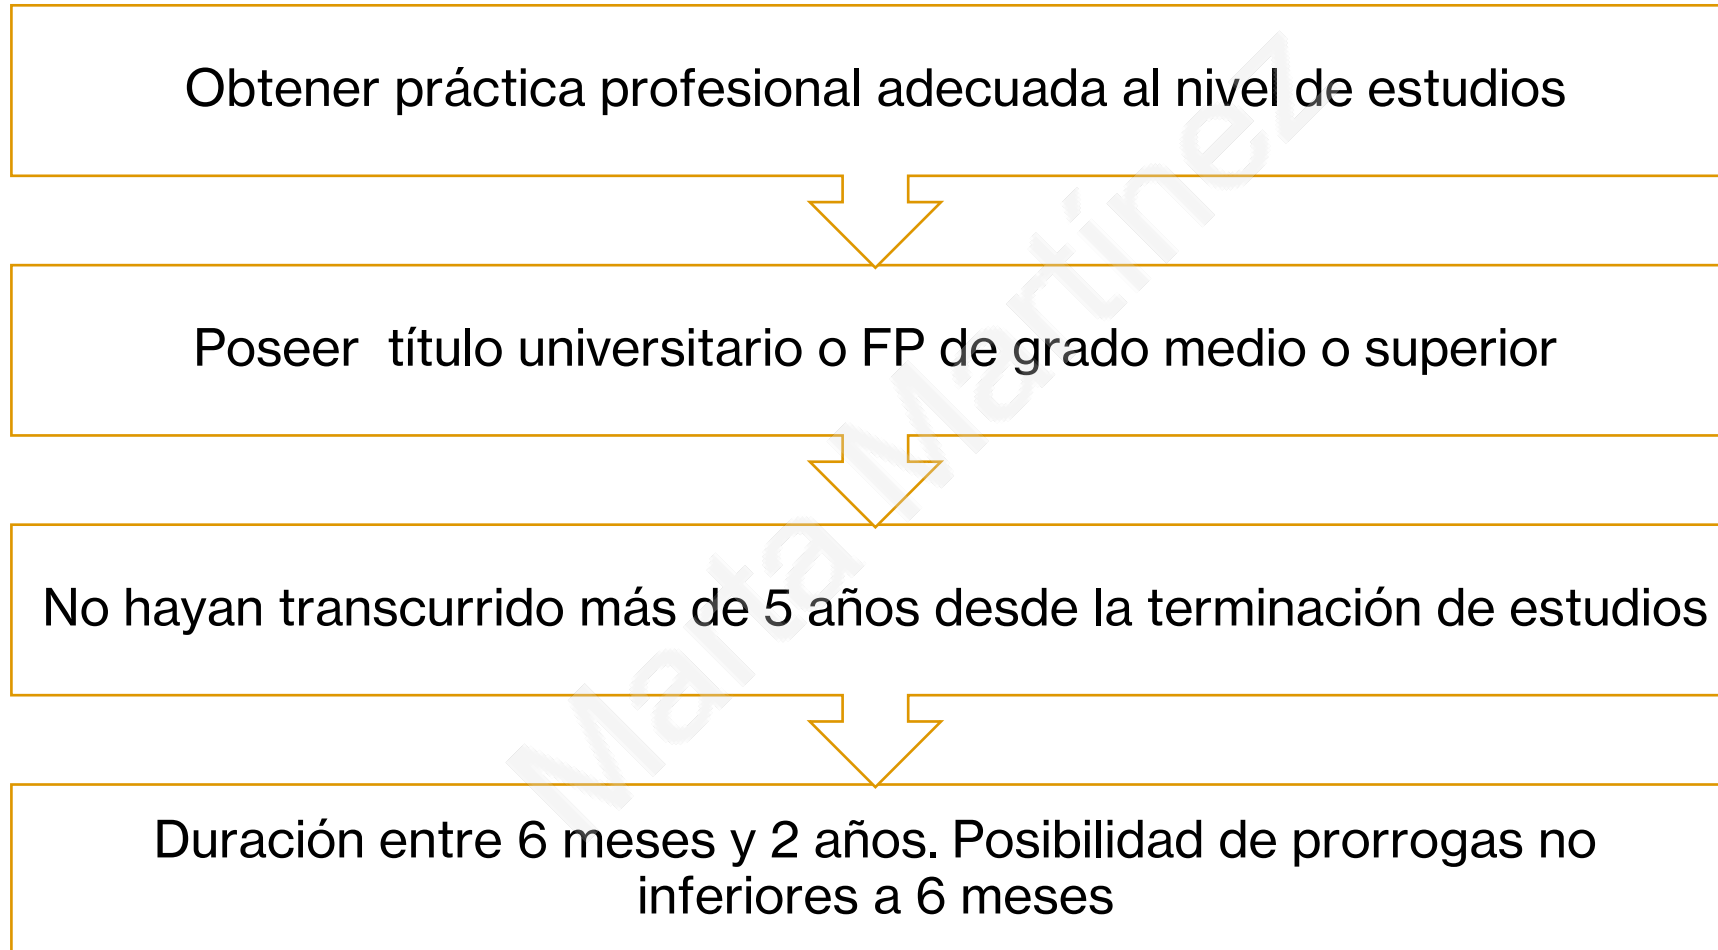 Obtener práctica profesional adecuada al nivel de estudios
Poseer título universitario o FP de grado medio o superior
No hayan transcurrido más de 5 años desde la terminación de estudios
Duración entre 6 meses y 2 años. Posibilidad de prorrogas no
inferiores a 6 meses
Marta Martínez